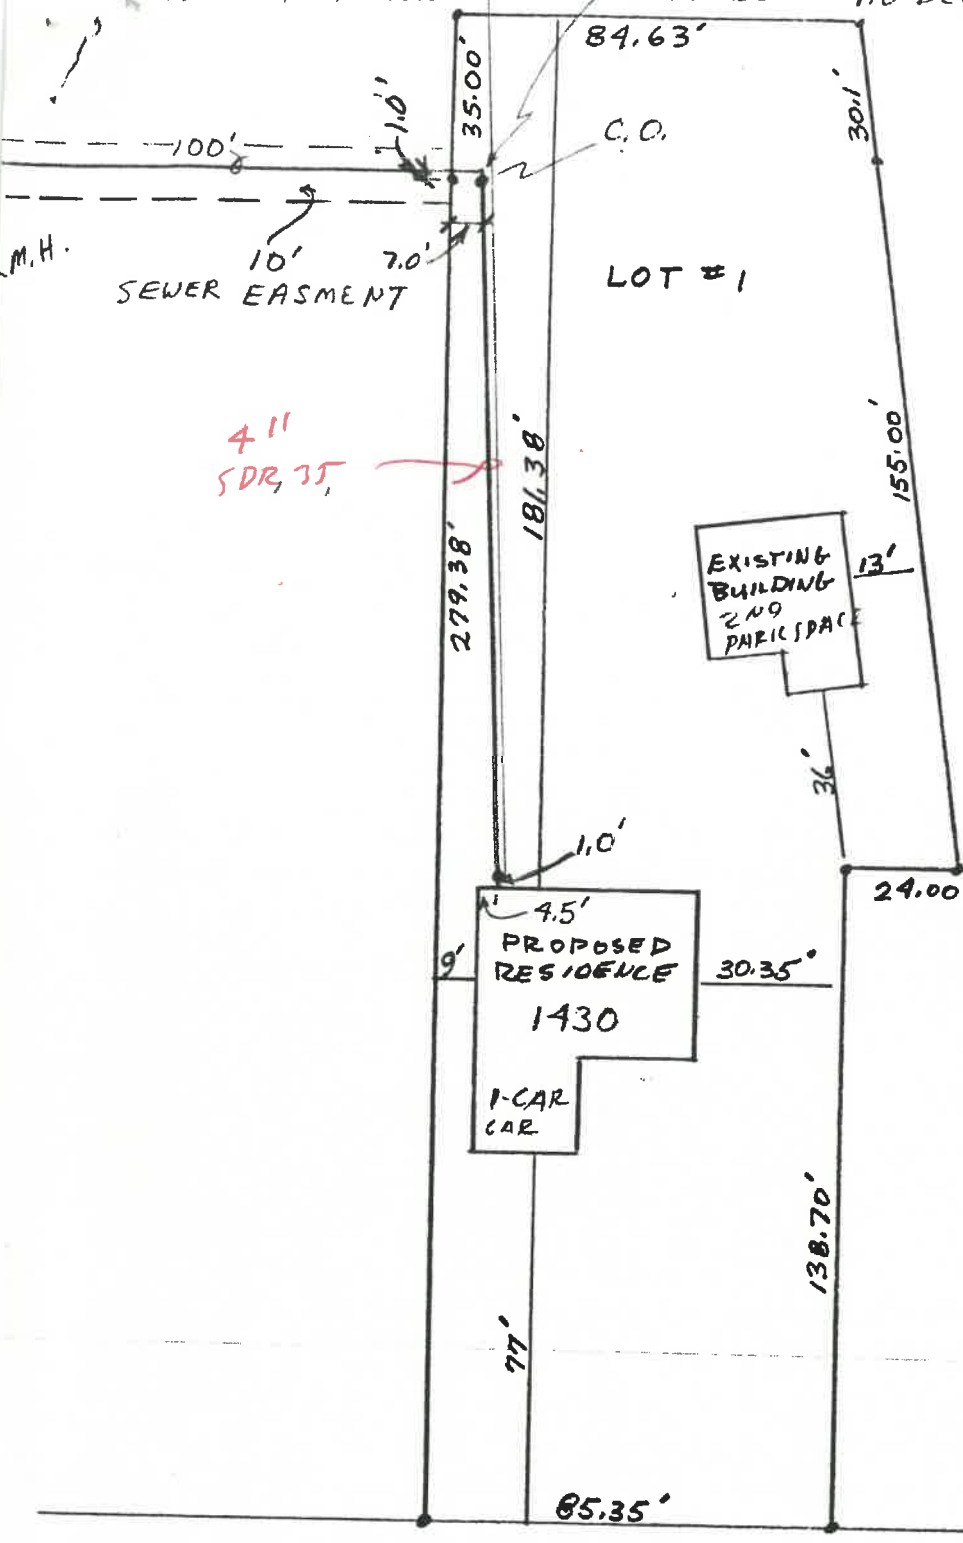 84.63'
35.00'
1.0'
30.1'
C.O.
100'
M.H.
10'
SEWER EASMENT
7.0'
LOT #1
4"
SDR, 35,
181.38'
155.00'
279.38'
EXISTING
BUILDING
2ND
PARK SPACE
13'
36'
1.0'
24.00
4.5'
PROPOSED
RESIDENCE
1430
9'
30.35'
1-CAR
GAR
138.70'
77'
85.35'